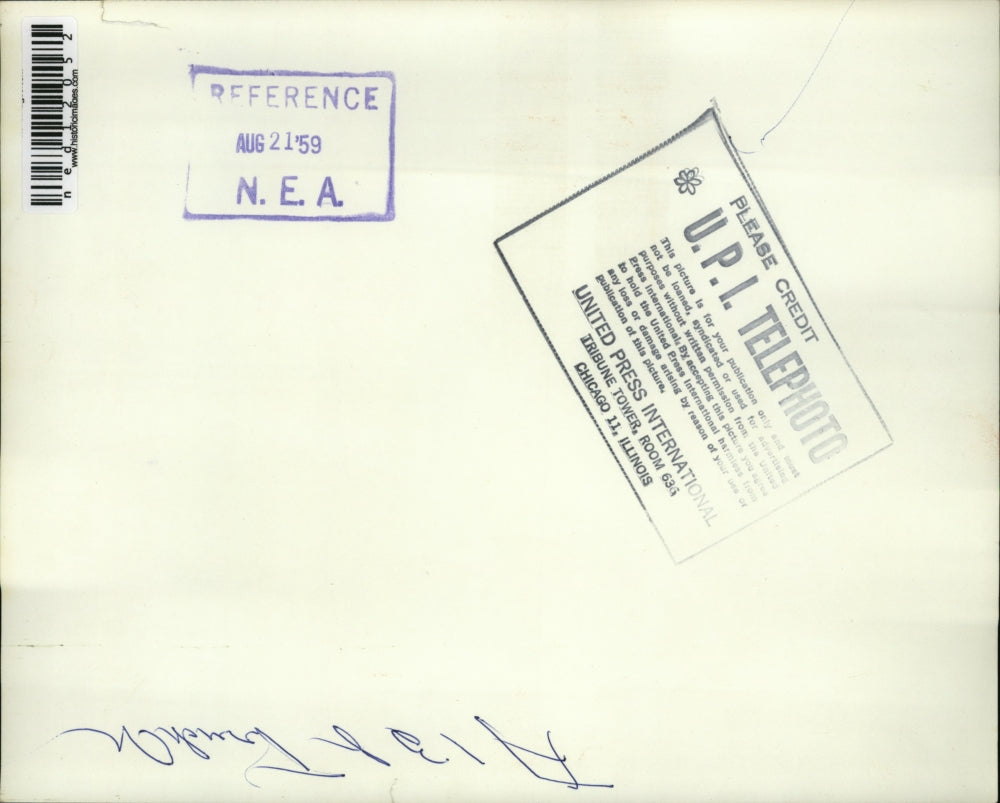 ned12052
www.historicimages.com
REFERENCE
AUG 21 '59
N. E. A.
PLEASE CREDIT
U. P. I. TELEPHOTO
This picture is for your publication only and must
not be loaned, syndicated or used for advertising
purposes without written permission from the United
Press International. By accepting this picture you agree
to hold the United Press International harmless from
any loss or damage arising by reason of your use or
publication of this picture.
UNITED PRESS INTERNATIONAL
TRIBUNE TOWER, ROOM 636
CHICAGO 11, ILLINOIS